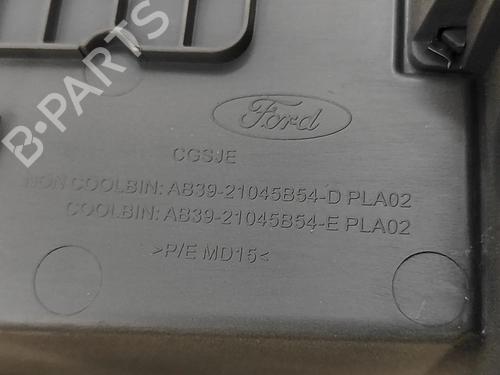 B-PARTS
Ford
CGSJE
NON COOLBIN: AB39-21045B54-D PLA02
COOLBIN: AB39-21045B54-E PLA02
>P/E MD15<